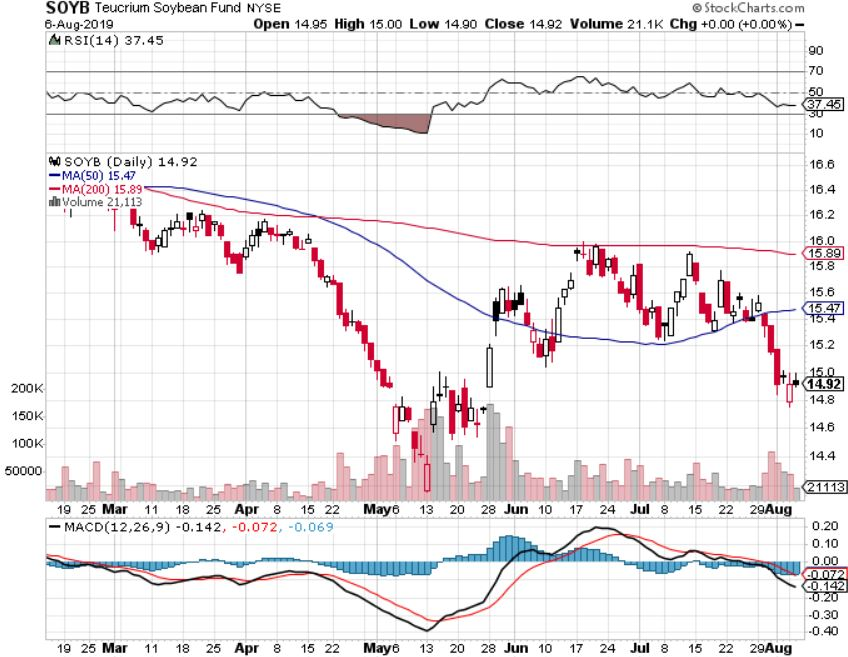 SOYB Teucrium Soybean Fund NYSE © StockCharts.com
6-Aug-2019 Open 14.95 High 15.00 Low 14.90 Close 14.92 Volume 21.1K Chg +0.00 (+0.00%)
RSI(14) 37.45
90
70
50
37.45
30
10
SOYB (Daily) 14.92
MA(50) 15.47
MA(200) 15.89
Volume 21,113
16.6
16.4
16.2
16.0
15.89
15.8
15.6
15.47
15.4
15.2
15.0
14.92
14.8
14.6
14.4
200K
150K
100K
50000
21113
19 25 Mar 11 18 25 Apr 8 15 22 May 6 13 20 28 Jun 10 17 24 Jul 8 15 22 29 Aug
MACD(12,26,9) -0.142, -0.072, -0.069
0.20
0.10
0.00
-0.072
-0.142
-0.20
-0.30
-0.40
19 25 Mar 11 18 25 Apr 8 15 22 May 6 13 20 28 Jun 10 17 24 Jul 8 15 22 29 Aug